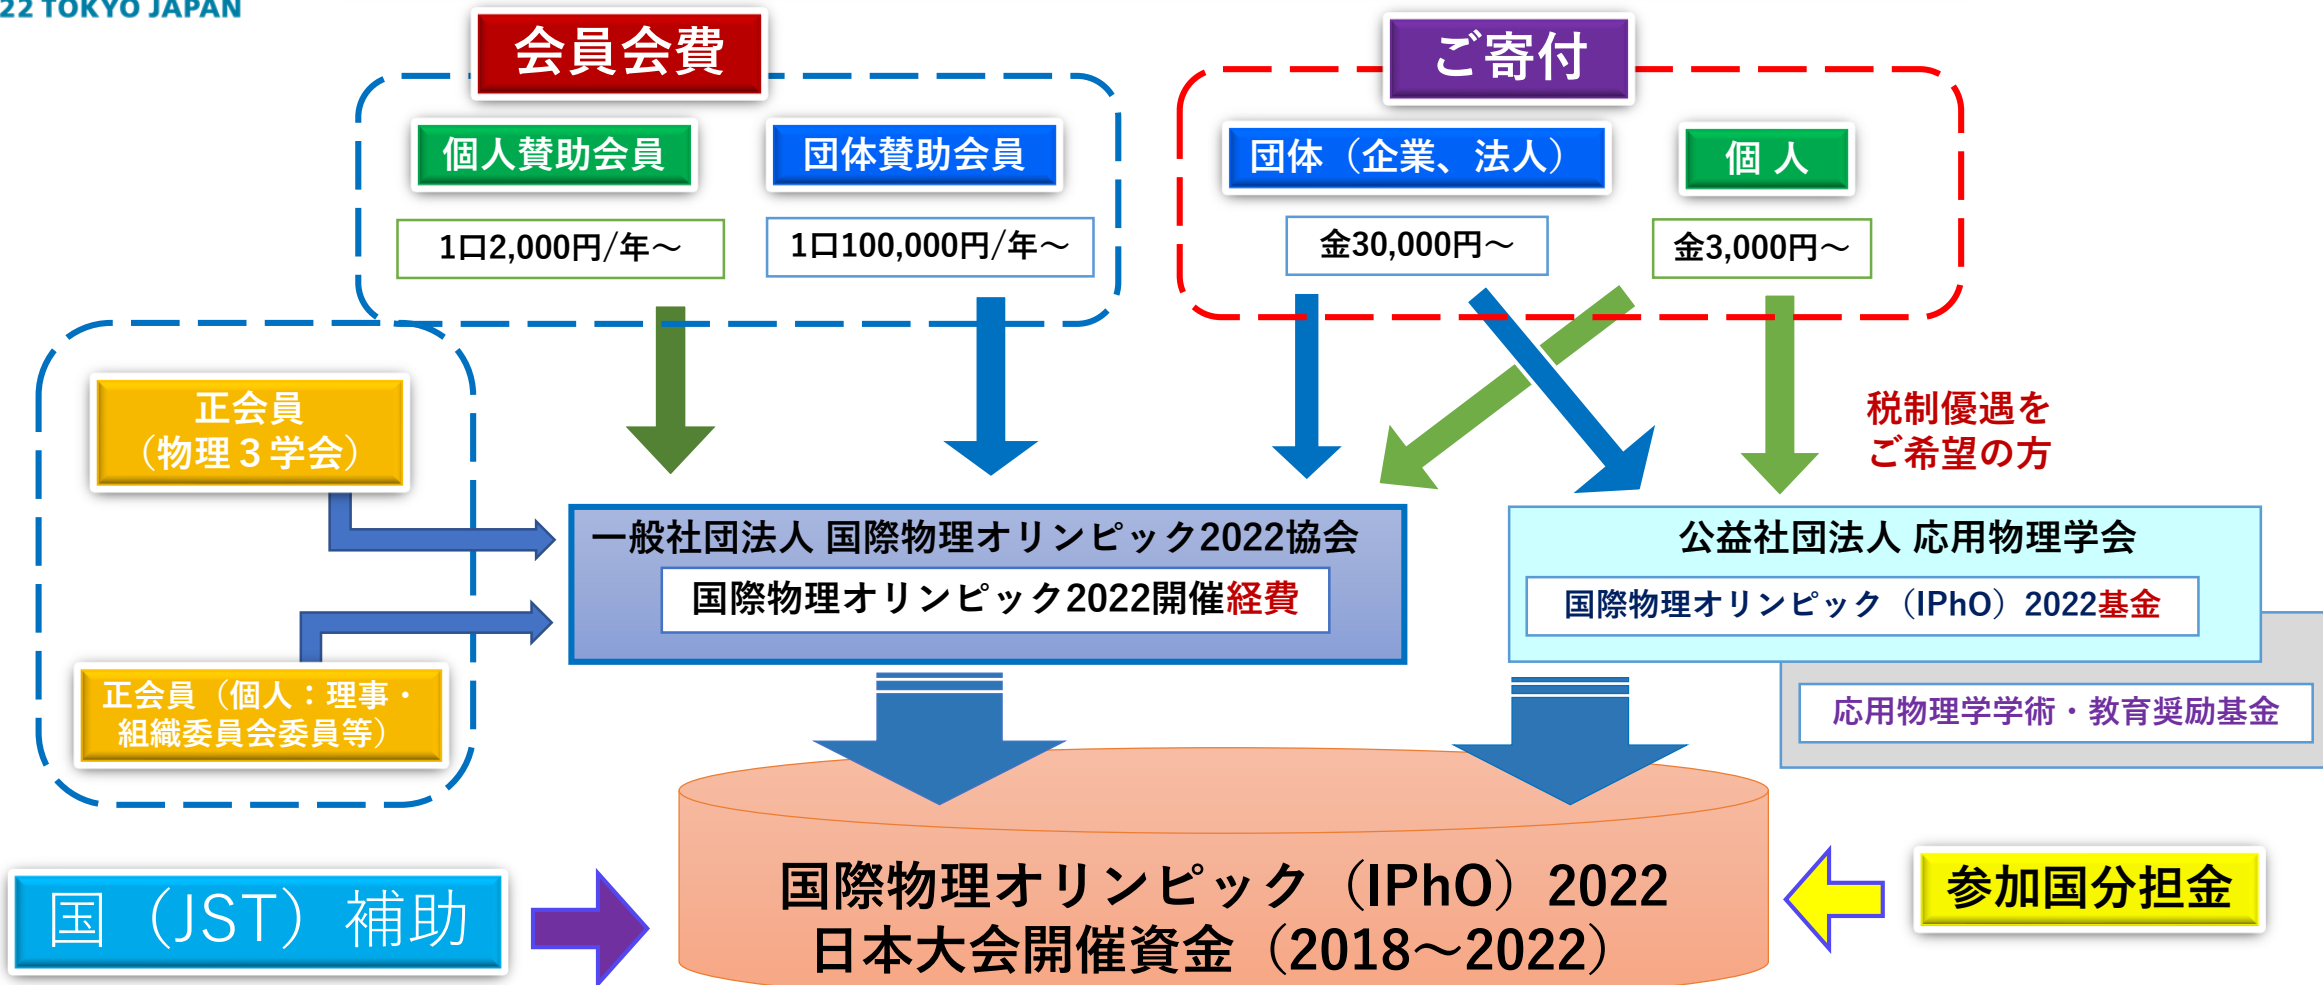 22 TOKYO JAPAN
会員会費
ご寄付
個人賛助会員
団体賛助会員
団体（企業、法人）
個 人
1口2,000円/年～
1口100,000円/年～
金30,000円～
金3,000円～
正会員
（物理３学会）
税制優遇を
ご希望の方
一般社団法人 国際物理オリンピック2022協会
国際物理オリンピック2022開催経費
公益社団法人 応用物理学会
国際物理オリンピック（IPhO）2022基金
正会員（個人：理事・
組織委員会委員等）
応用物理学学術・教育奨励基金
国（JST）補助
国際物理オリンピック（IPhO）2022
日本大会開催資金（2018～2022）
参加国分担金